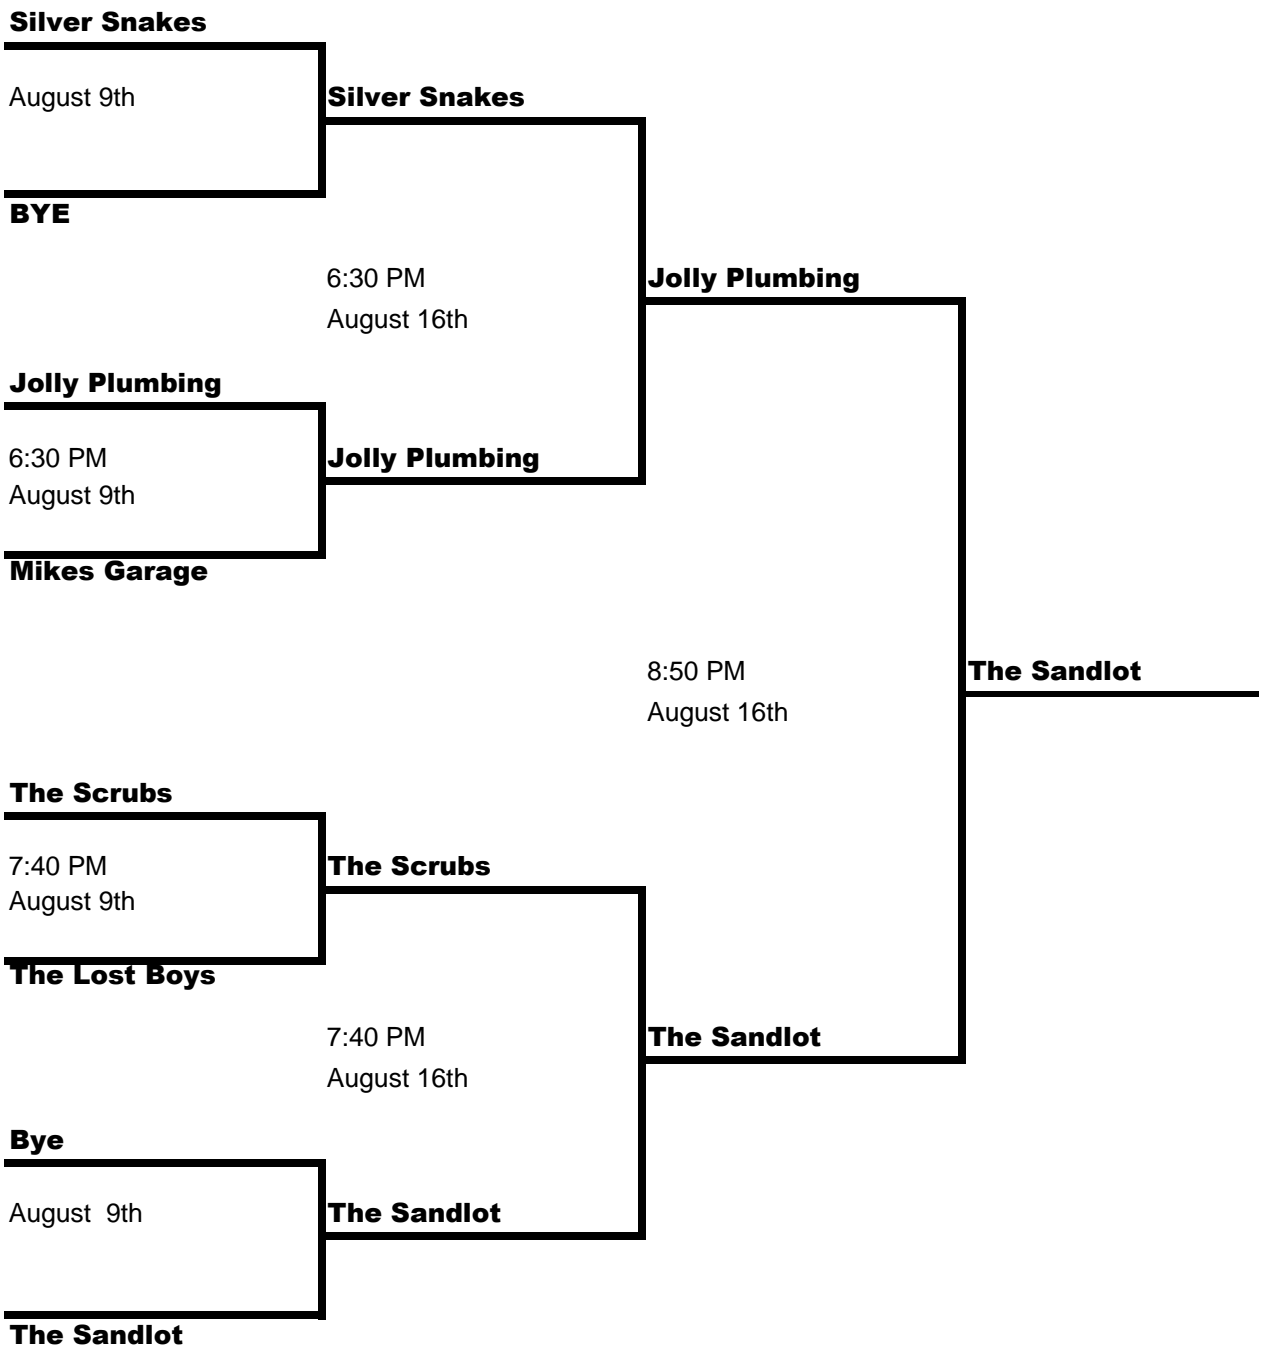 Silver Snakes
August 9th
Silver Snakes
BYE
6:30 PM
August 16th
Jolly Plumbing
Jolly Plumbing
6:30 PM
August 9th
Jolly Plumbing
Mikes Garage
8:50 PM
August 16th
The Sandlot
The Scrubs
7:40 PM
August 9th
The Scrubs
The Lost Boys
7:40 PM
August 16th
The Sandlot
Bye
August  9th
The Sandlot
The Sandlot